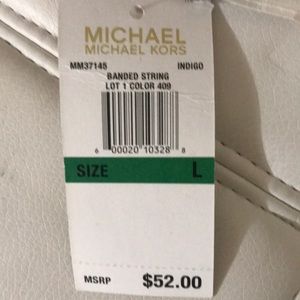 MICHAEL
MICHAEL KORS
MM37145 INDIGO
BANDED STRING
LOT 1 COLOR 409
6 00020 10328 8
SIZE L
MSRP $52.00